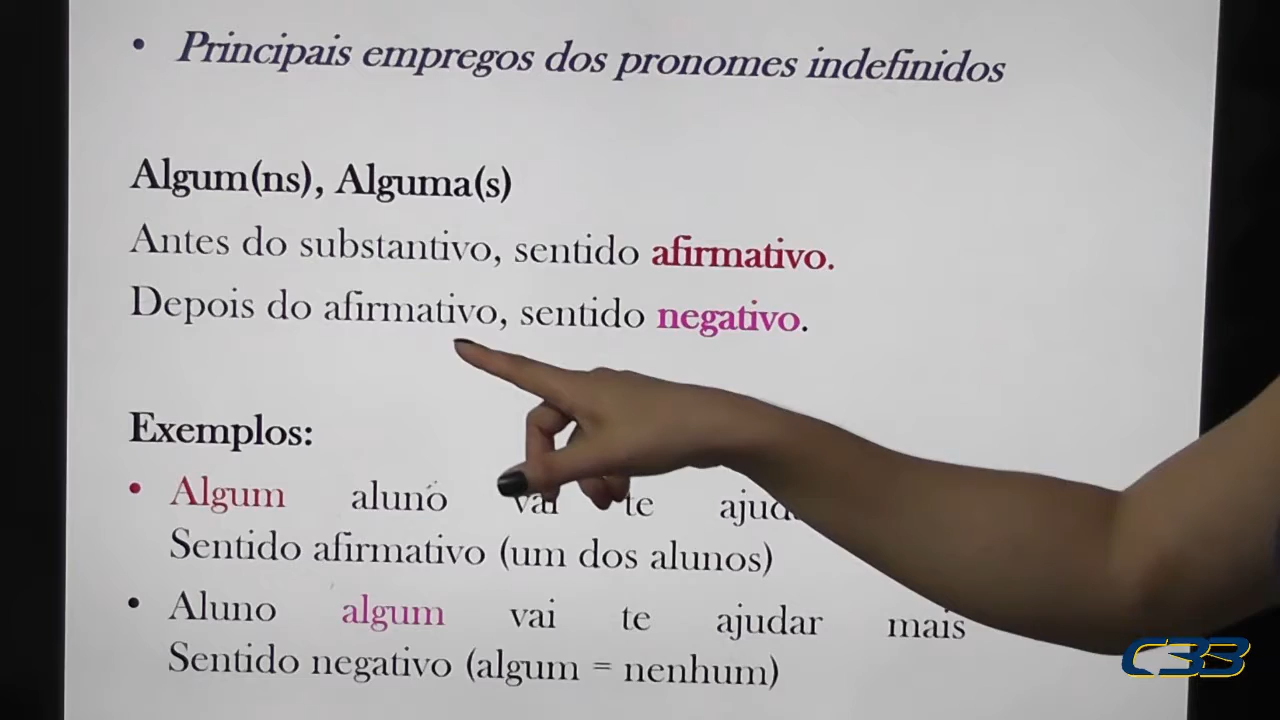 • Principais empregos dos pronomes indefinidos
Algum(ns), Alguma(s)
Antes do substantivo, sentido afirmativo.
Depois do afirmativo, sentido negativo.
Exemplos:
• Algum aluno vai te
Sentido afirmativo (um dos alunos)
• Aluno algum vai te ajudar mais
Sentido negativo (algum = nenhum)
C33